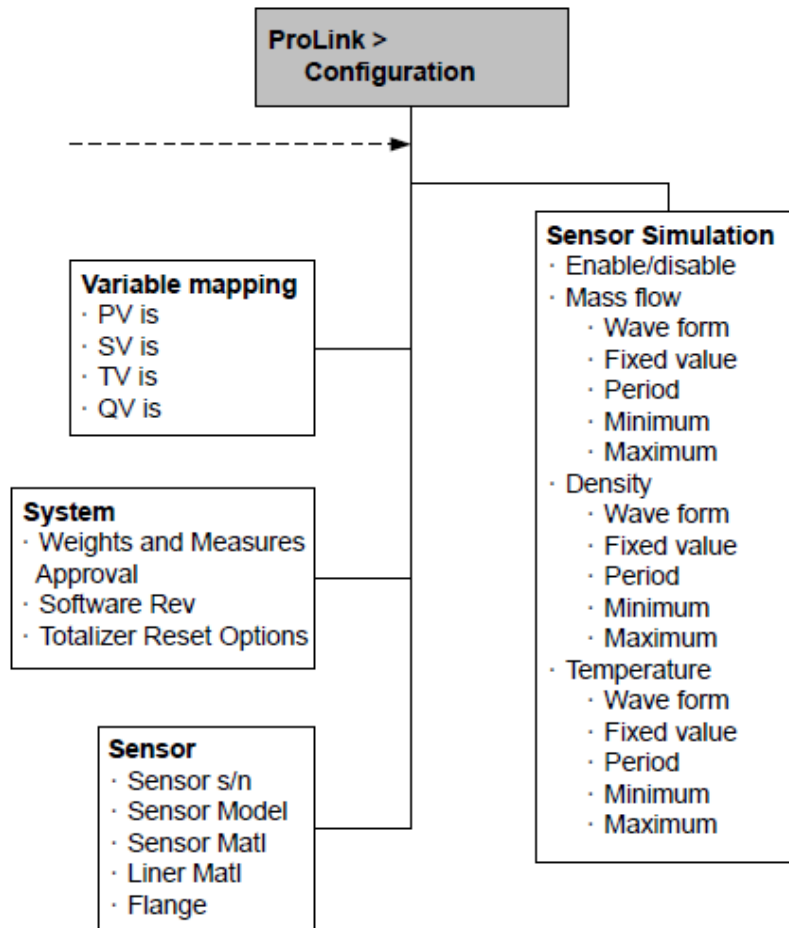 ProLink >
Configuration
Variable mapping
· PV is
· SV is
· TV is
· QV is
System
· Weights and Measures
Approval
· Software Rev
· Totalizer Reset Options
Sensor
· Sensor s/n
· Sensor Model
· Sensor Matl
· Liner Matl
· Flange
Sensor Simulation
· Enable/disable
· Mass flow
· Wave form
· Fixed value
· Period
· Minimum
· Maximum
· Density
· Wave form
· Fixed value
· Period
· Minimum
· Maximum
· Temperature
· Wave form
· Fixed value
· Period
· Minimum
· Maximum